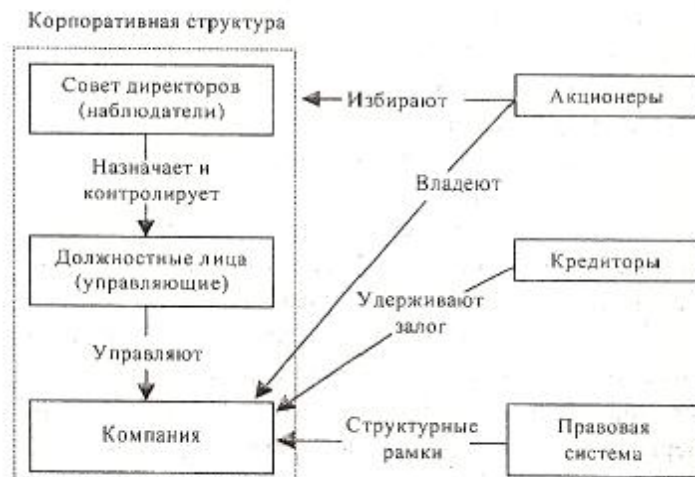 Корпоративная структура
Совет директоров
(наблюдатели)
Избирают
Акционеры
Назначает и
контролирует
Владеют
Должностные лица
(управляющие)
Кредиторы
Удерживают
залог
Управляют
Компания
Структурные
рамки
Правовая
система